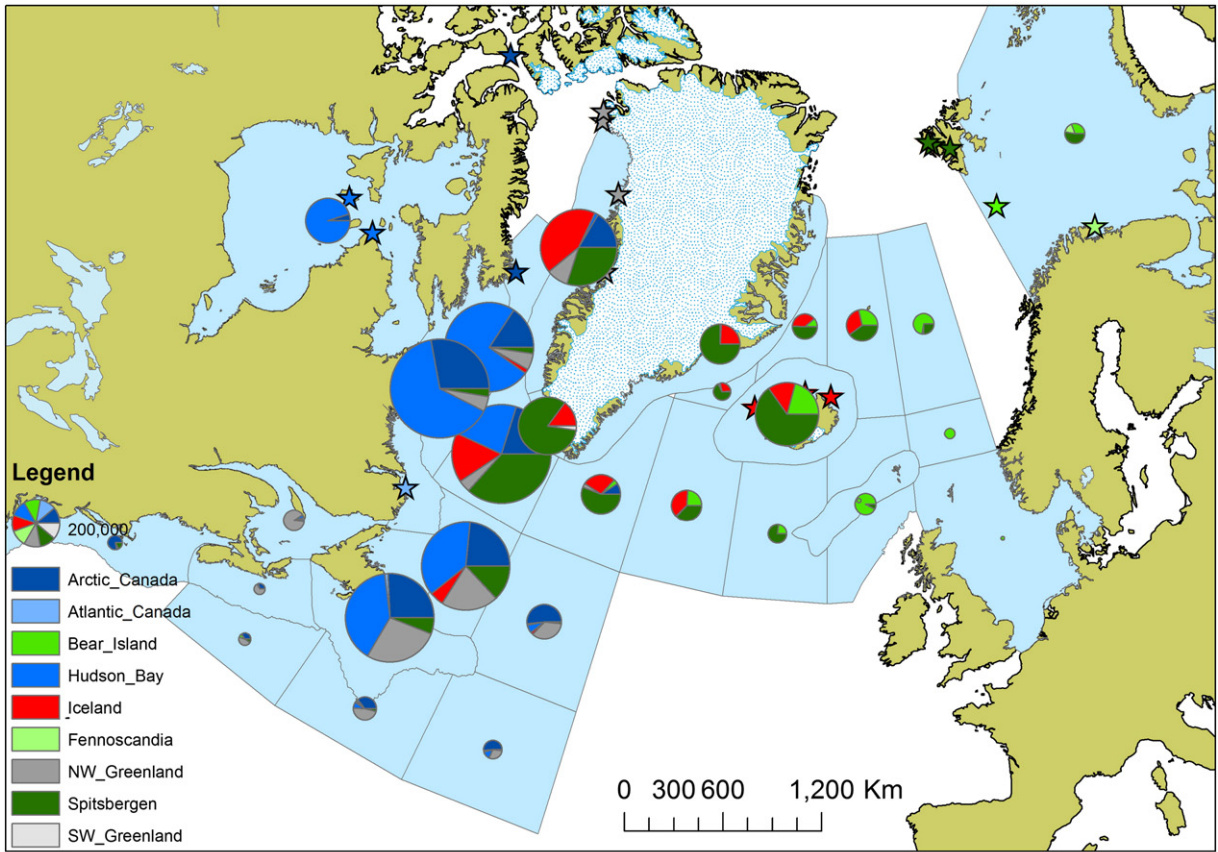 Legend
200,000
Arctic_Canada
Atlantic_Canada
Bear_Island
Hudson_Bay
Iceland
Fennoscandia
NW_Greenland
Spitsbergen
SW_Greenland
0 300 600 1,200 Km